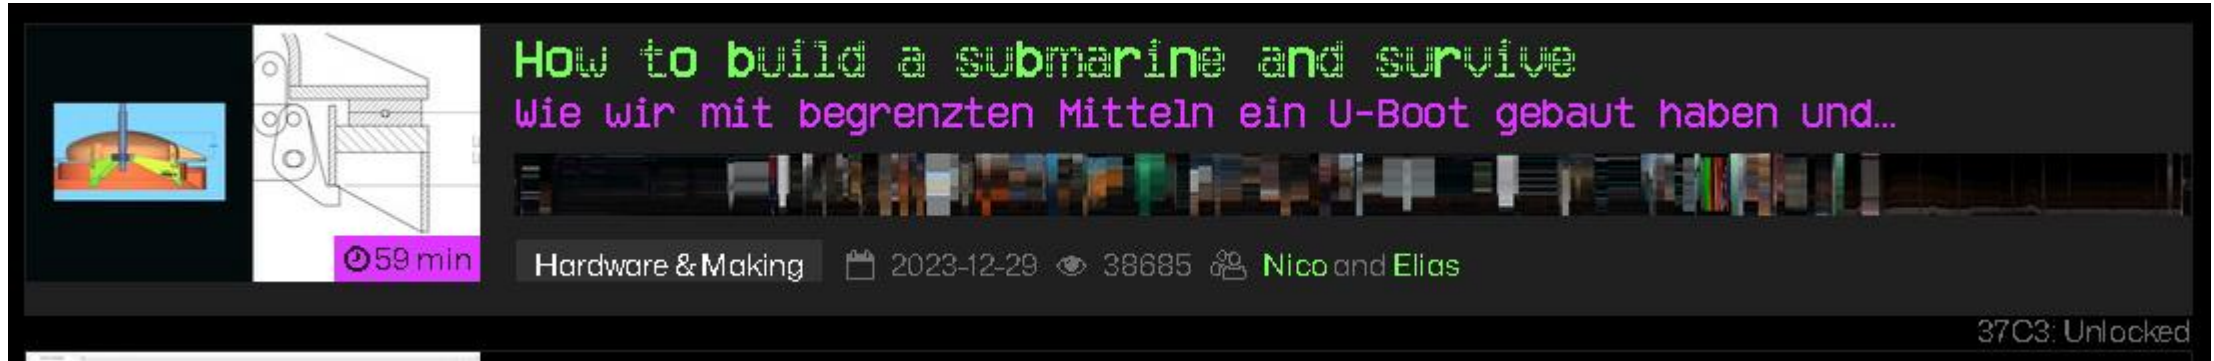 How to build a submarine and survive
Wie wir mit begrenzten Mitteln ein U-Boot gebaut haben und...
59 min
Hardware & Making 2023-12-29 38685 Nico and Elias
37C3: Unlocked